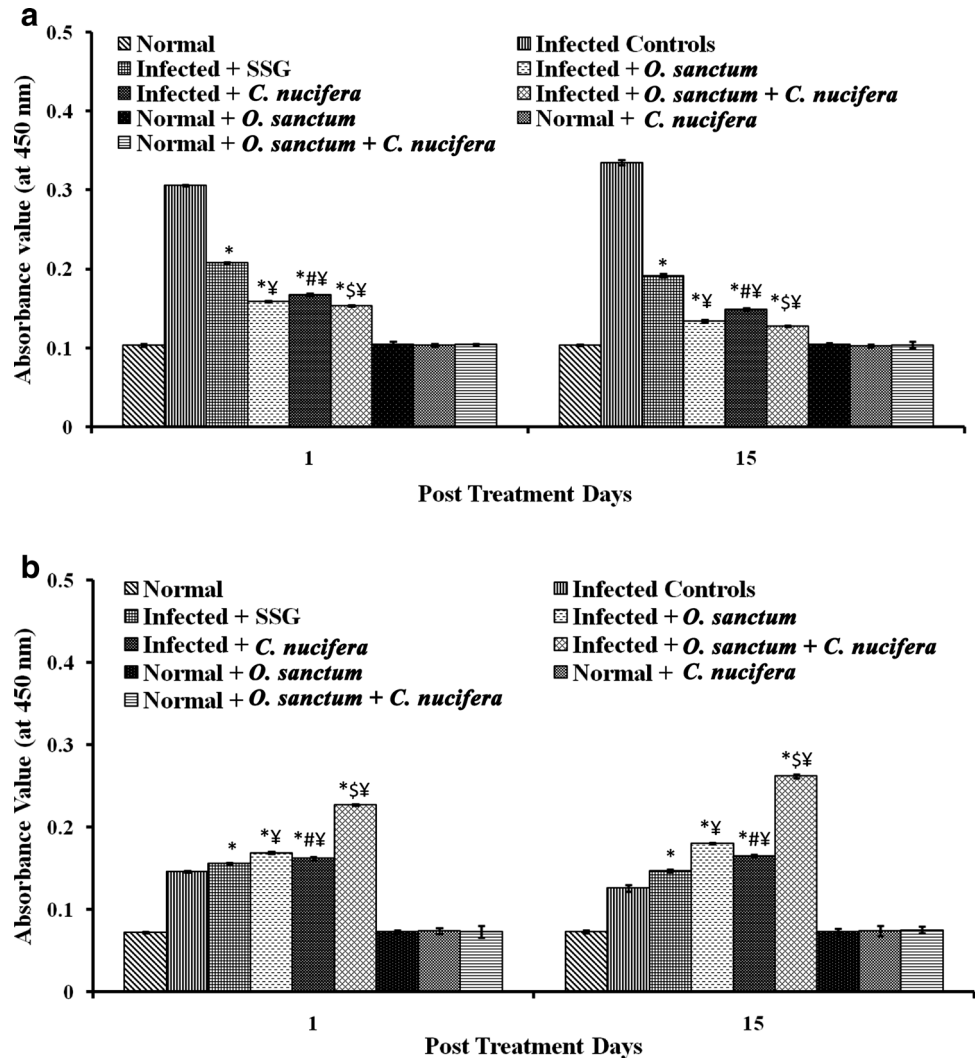 a
0.5
Normal
Infected Controls
Infected + SSG
Infected + O. sanctum
0.4
Infected + C. nucifera
Infected + O. sanctum + C. nucifera
Normal + O. sanctum
Normal + C. nucifera
Normal + O. sanctum + C. nucifera
Absorbance value (at 450 nm)
0.3
0.2
* *¥ *#¥ *$¥
* *¥ *#¥ *$¥
0.1
0
1
15
Post Treatment Days
b
0.5
Normal
Infected Controls
Infected + SSG
Infected + O. sanctum
Infected + C. nucifera
Infected + O. sanctum + C. nucifera
0.4
Normal + O. sanctum
Normal + C. nucifera
Normal + O. sanctum + C. nucifera
Absorbance Value (at 450 nm)
0.3
0.2
* *¥ *#¥ *$¥
* *¥ *#¥ *$¥
0.1
0
1
15
Post Treatment Days